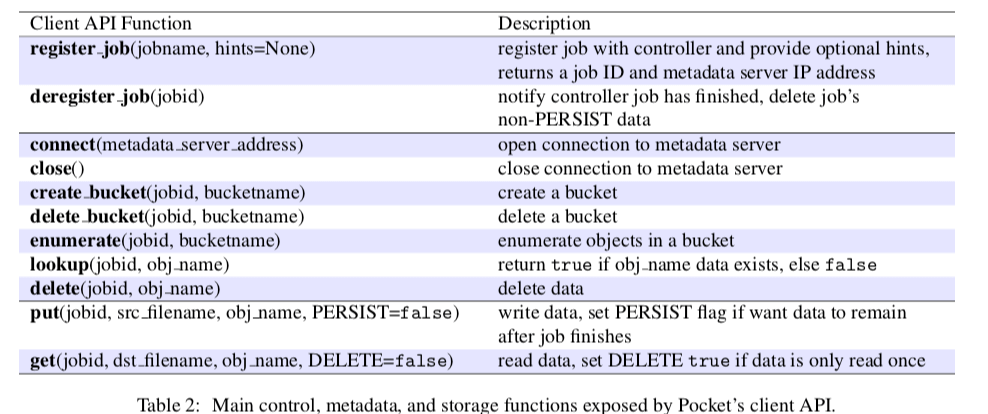 Client API Function Description
register_job(jobname, hints=None) register job with controller and provide optional hints,
returns a job ID and metadata server IP address
deregister_job(jobid) notify controller job has finished, delete job's
non-PERSIST data
connect(metadata_server_address) open connection to metadata server
close() close connection to metadata server
create_bucket(jobid, bucketname) create a bucket
delete_bucket(jobid, bucketname) delete a bucket
enumerate(jobid, bucketname) enumerate objects in a bucket
lookup(jobid, obj_name) return true if obj_name data exists, else false
delete(jobid, obj_name) delete data
put(jobid, src_filename, obj_name, PERSIST=false) write data, set PERSIST flag if want data to remain
after job finishes
get(jobid, dst_filename, obj_name, DELETE=false) read data, set DELETE true if data is only read once
Table 2: Main control, metadata, and storage functions exposed by Pocket's client API.